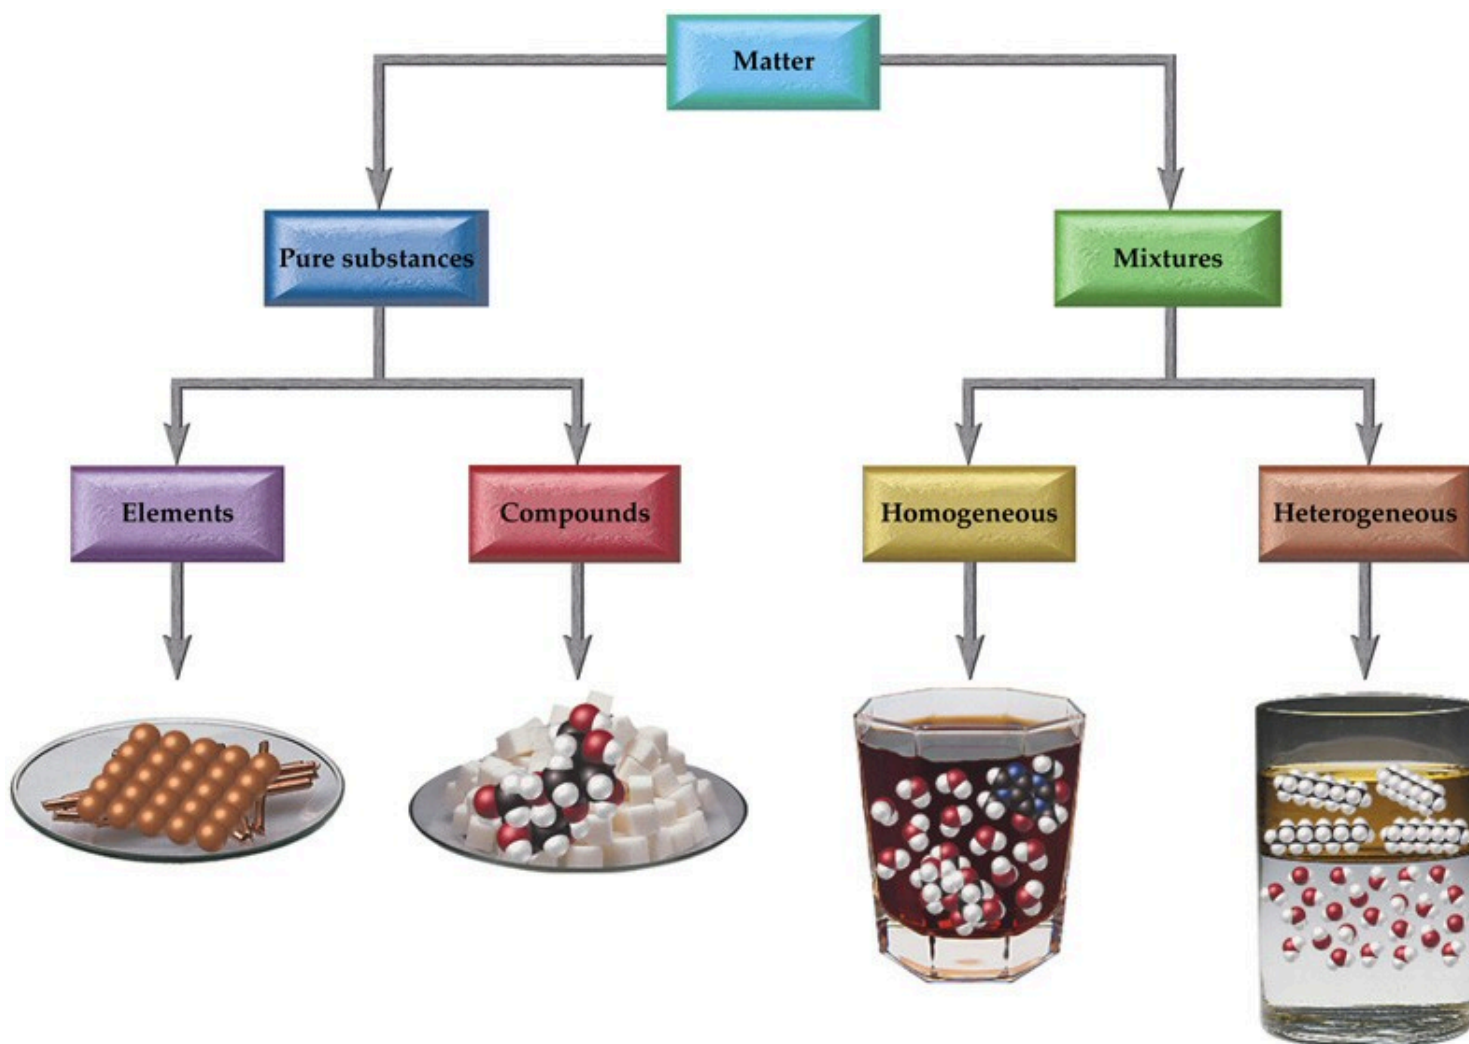 Matter
Pure substances
Mixtures
Elements
Compounds
Homogeneous
Heterogeneous